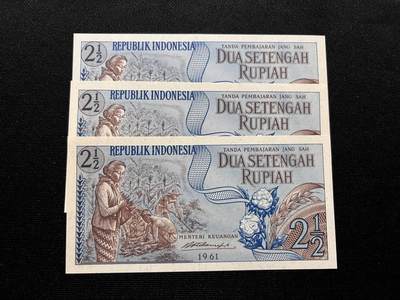 2½
REPUBLIK INDONESIA
TANDA PEMBAJARAN JANG SAH
DUA SETENGAH
RUPIAH
2½
REPUBLIK INDONESIA
TANDA PEMBAJARAN JANG SAH
DUA SETENGAH
RUPIAH
2½
REPUBLIK INDONESIA
TANDA PEMBAJARAN JANG SAH
DUA SETENGAH
RUPIAH
MENTERI KEUANGAN
2½
1961